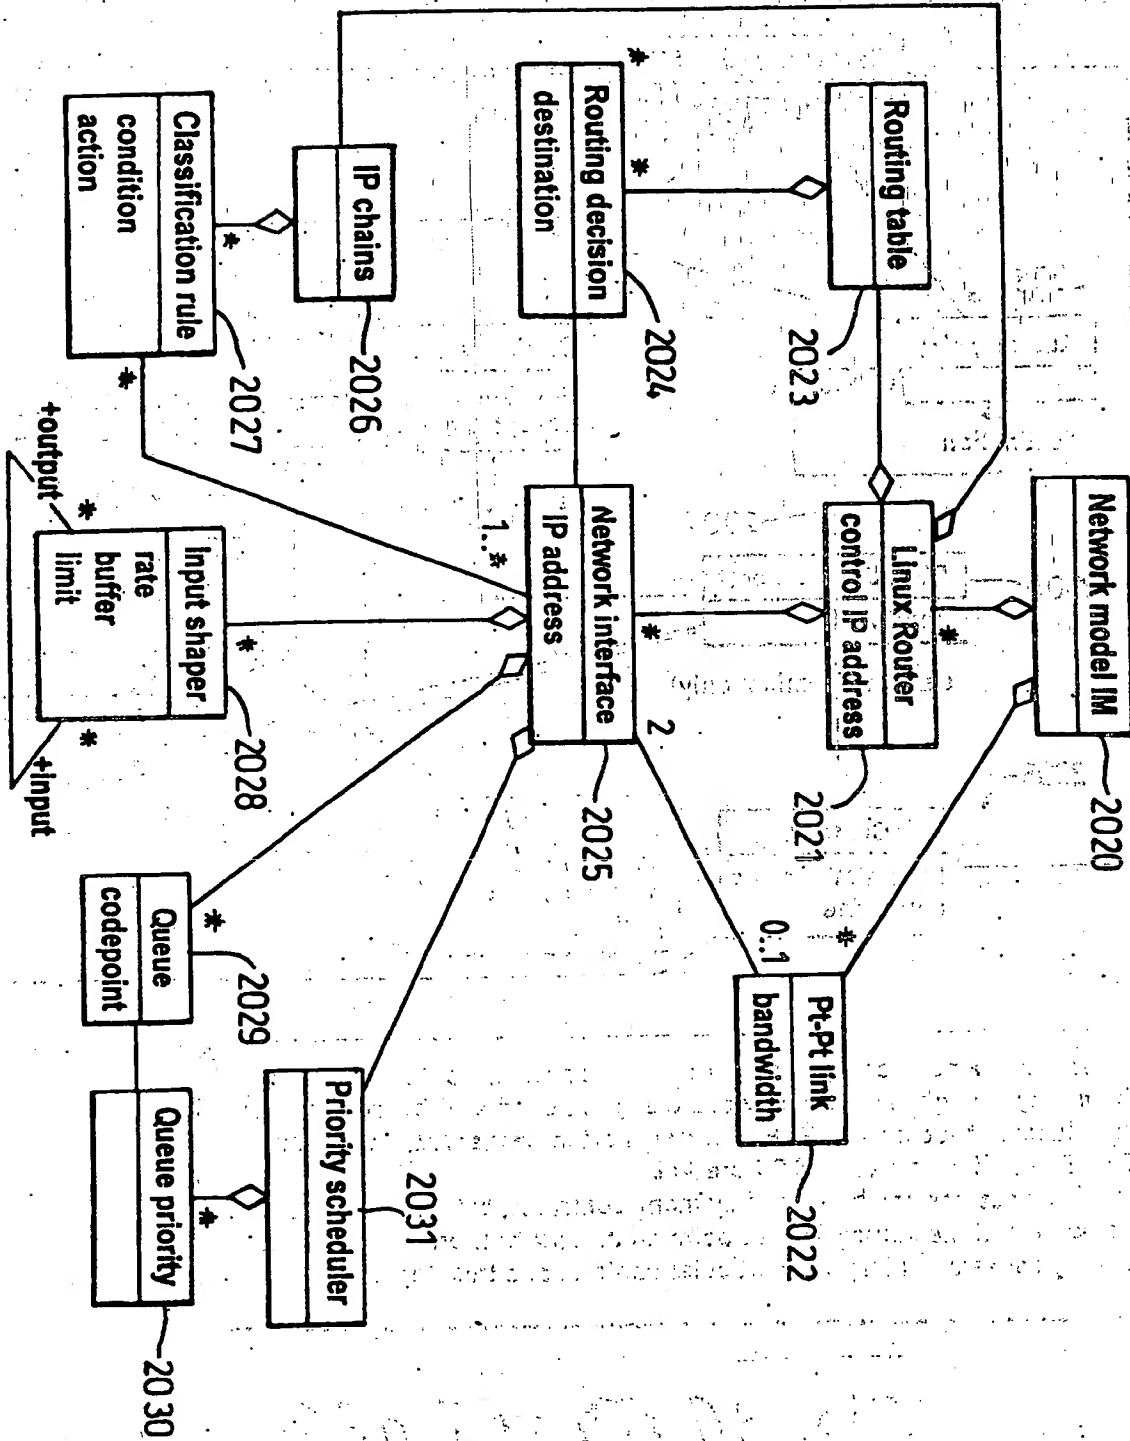 Network model IM
2020
*
Linux Router
control IP address
2021
*
Pt-Pt link
bandwidth
2022
0..1
2
Routing table
2023
*
Routing decision
destination
2024
*
*
Network interface
IP address
2025
1..*
IP chains
2026
*
Classification rule
condition
action
2027
*
*
Input shaper
rate
buffer
limit
2028
*
+output
*
+input
*
Queue
codepoint
2029
Priority scheduler
2031
*
Queue priority
2030